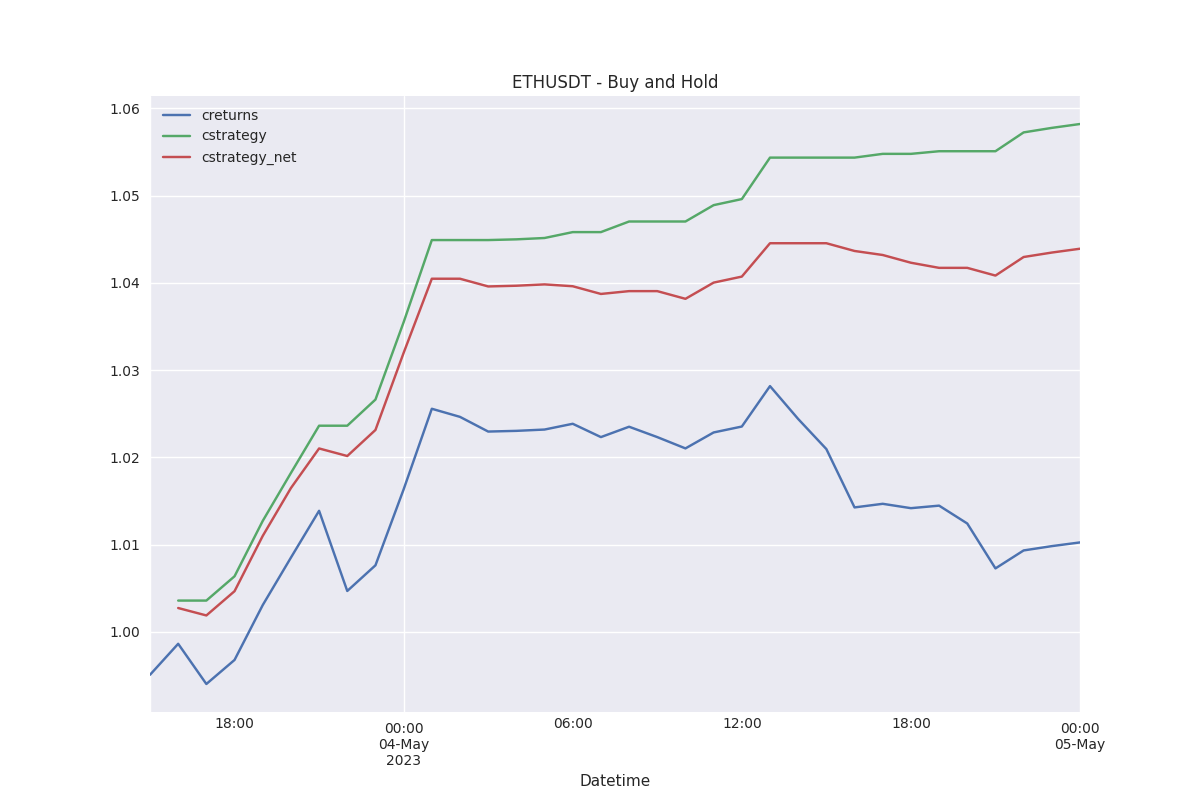 ETHUSDT - Buy and Hold
1.06
1.05
1.04
1.03
1.02
1.01
1.00
creturns
cstrategy
cstrategy_net
18:00
00:00
04-May
2023
06:00
12:00
18:00
00:00
05-May
Datetime